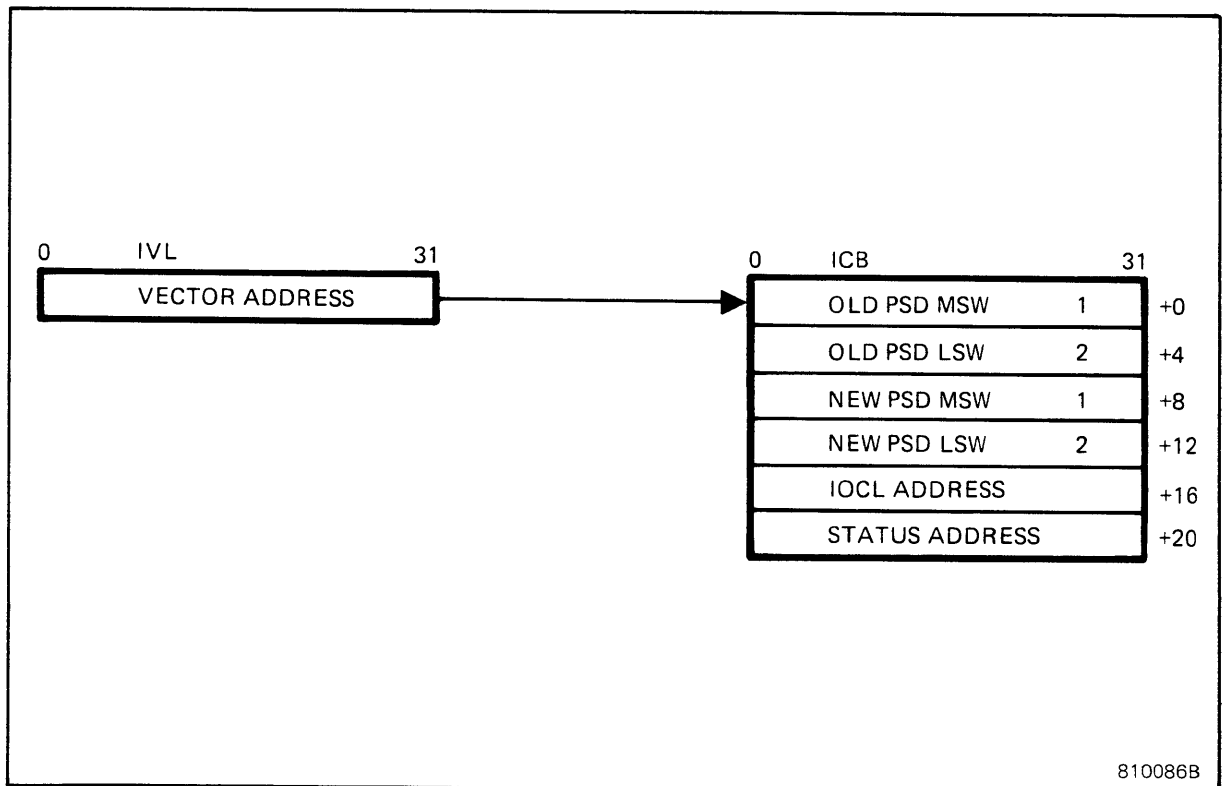 0 IVL 31
VECTOR ADDRESS
0 ICB 31
OLD PSD MSW 1 +0
OLD PSD LSW 2 +4
NEW PSD MSW 1 +8
NEW PSD LSW 2 +12
IOCL ADDRESS +16
STATUS ADDRESS +20
810086B